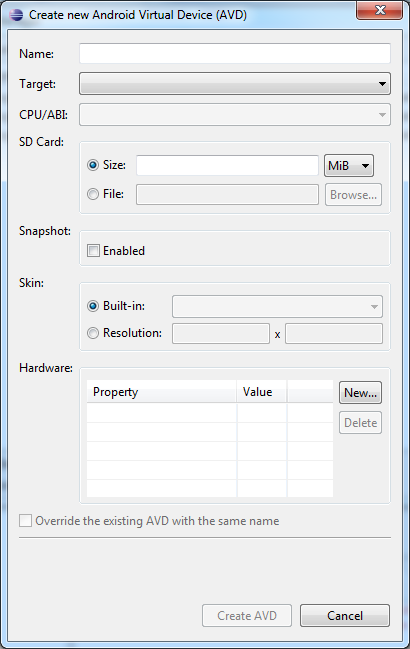 Create new Android Virtual Device (AVD)
Name:
Target:
CPU/ABI:
SD Card:
Size: MiB
File: Browse...
Snapshot:
Enabled
Skin:
Built-in:
Resolution: x
Hardware:
Property Value New...
Delete
Override the existing AVD with the same name
Create AVD Cancel